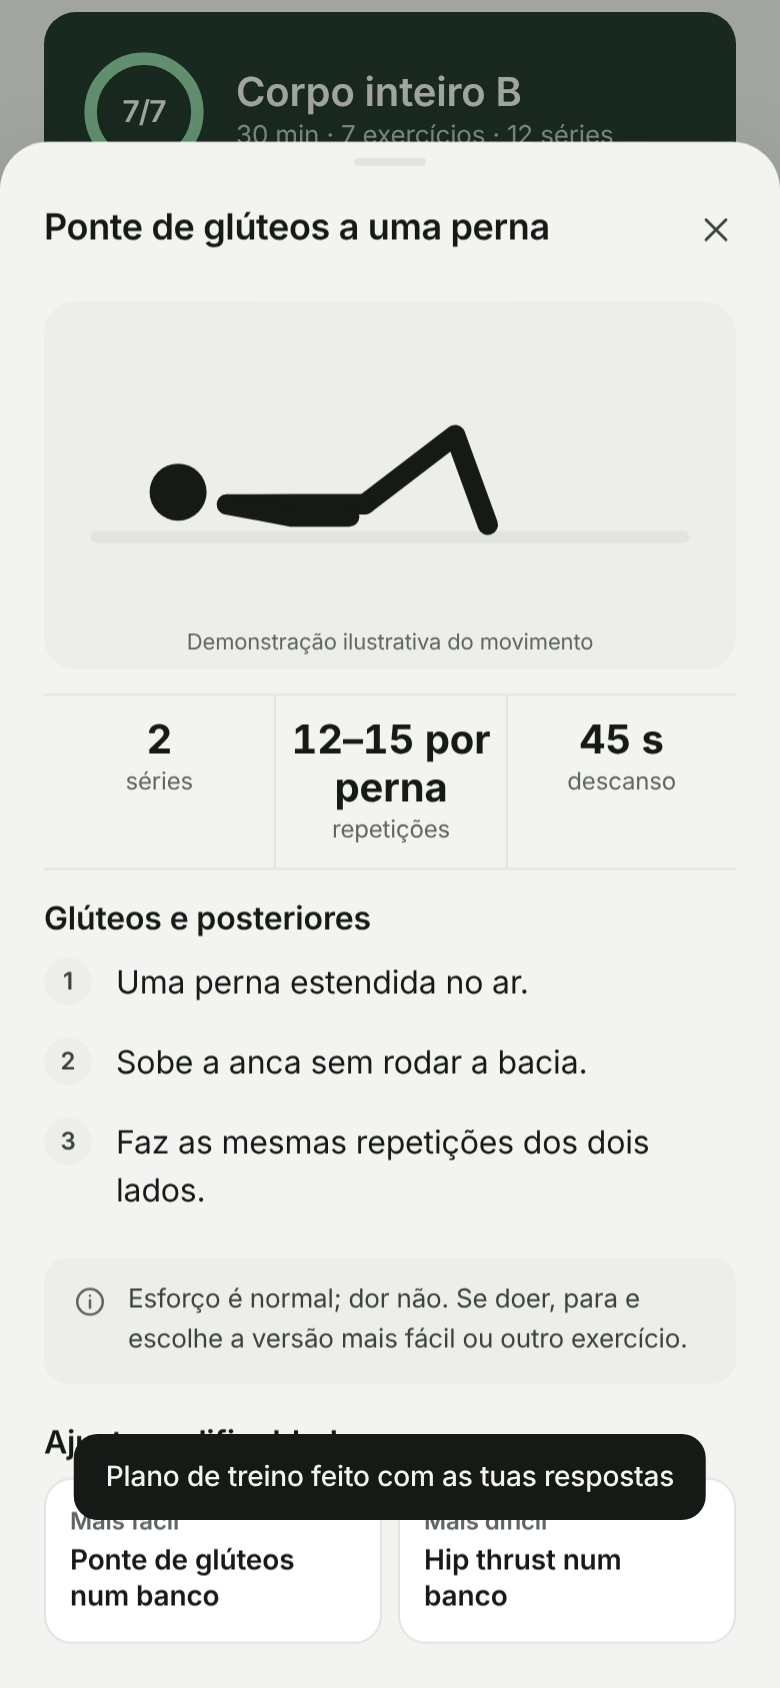 7/7
Corpo inteiro B
30 min · 7 exercícios · 12 séries
Ponte de glúteos a uma perna
Demonstração ilustrativa do movimento
2
séries
12–15 por
perna
repetições
45 s
descanso
Glúteos e posteriores
1 Uma perna estendida no ar.
2 Sobe a anca sem rodar a bacia.
3 Faz as mesmas repetições dos dois
lados.
Esforço é normal; dor não. Se doer, para e
escolhe a versão mais fácil ou outro exercício.
Plano de treino feito com as tuas respostas
Mais fácil
Ponte de glúteos
num banco
Mais difícil
Hip thrust num
banco